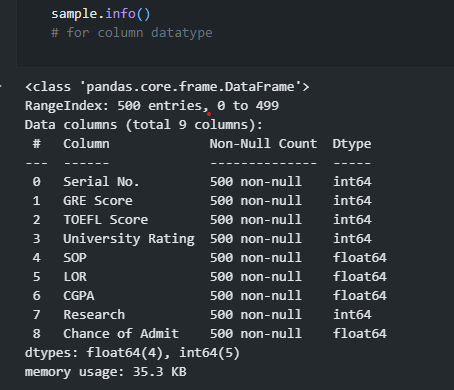 sample.info()
# for column datatype
<class 'pandas.core.frame.DataFrame'>
RangeIndex: 500 entries, 0 to 499
Data columns (total 9 columns):
 #   Column             Non-Null Count  Dtype
---  ------             --------------  -----
 0   Serial No.         500 non-null    int64
 1   GRE Score          500 non-null    int64
 2   TOEFL Score        500 non-null    int64
 3   University Rating  500 non-null    int64
 4   SOP                500 non-null    float64
 5   LOR                500 non-null    float64
 6   CGPA               500 non-null    float64
 7   Research           500 non-null    int64
 8   Chance of Admit    500 non-null    float64
dtypes: float64(4), int64(5)
memory usage: 35.3 KB